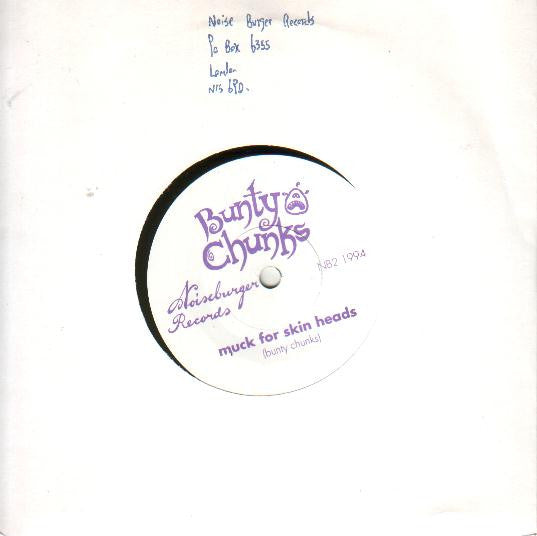 Noise Burger Records
Po Box 6355
London
N15 6PD.
Bunty
Chunks
Noiseburger
Records
NB2 1994
muck for skin heads
(bunty chunks)